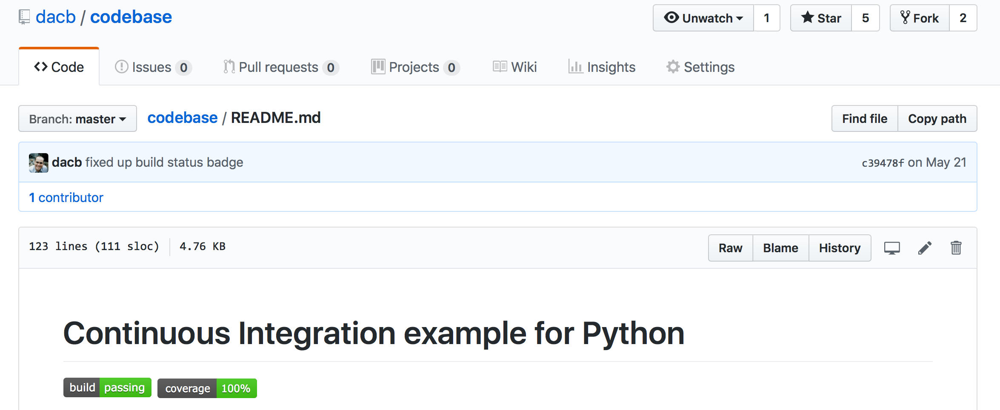 dacb / codebase Unwatch 1 Star 5 Fork 2
Code Issues 0 Pull requests 0 Projects 0 Wiki Insights Settings
Branch: master codebase / README.md Find file Copy path
dacb fixed up build status badge c39478f on May 21
1 contributor
123 lines (111 sloc) 4.76 KB Raw Blame History
Continuous Integration example for Python
build passing coverage 100%